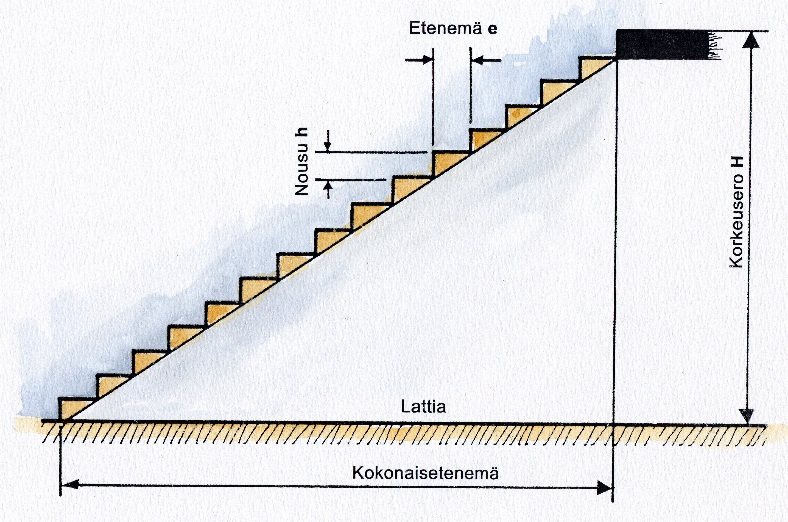 Etenemä e
Nousu h
Korkeusero H
Lattia
Kokonaisetenemä